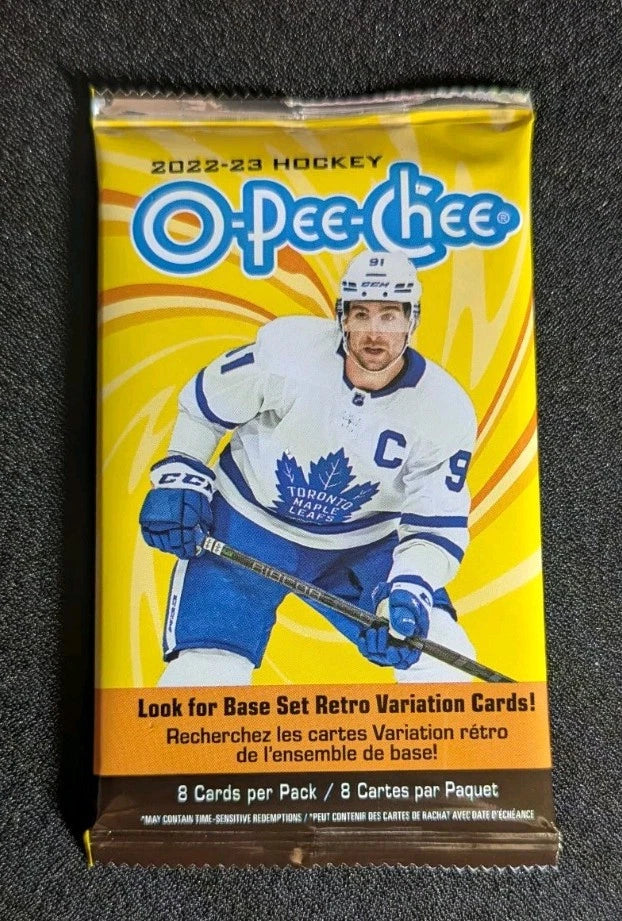 2022-23 HOCKEY
O-PEE-Chee®
91
CCM
91
C
9
TORONTO
MAPLE
LEAFS
CCM
Look for Base Set Retro Variation Cards!
Recherchez les cartes Variation rétro
de l'ensemble de base!
8 Cards per Pack / 8 Cartes par Paquet
*MAY CONTAIN TIME-SENSITIVE REDEMPTIONS / *PEUT CONTENIR DES CARTES DE RACHAT AVEC DATE D'ÉCHÉANCE